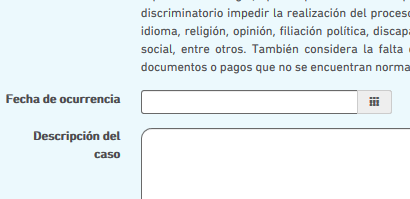 discriminatorio impedir la realización del proceso
idioma, religión, opinión, filiación política, discapa
social, entre otros. También considera la falta
documentos o pagos que no se encuentran norma
Fecha de ocurrencia
Descripción del
caso